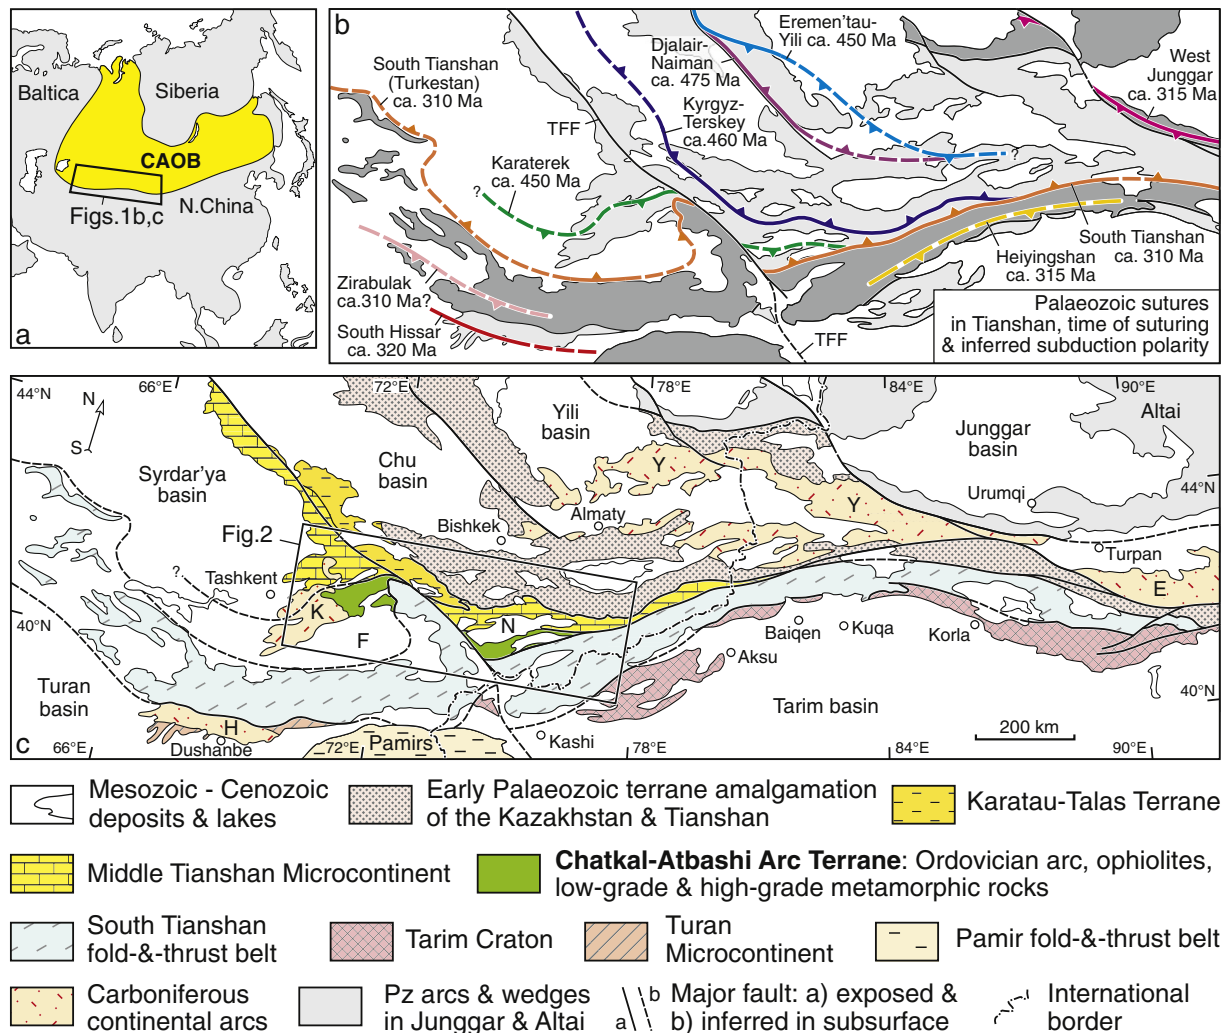 Baltica
Siberia
CAOB
Figs.1b,c
N.China
a
b
South Tianshan
(Turkestan)
ca. 310 Ma
TFF
Djalair-
Naiman
ca. 475 Ma
Eremen'tau-
Yili ca. 450 Ma
West
Junggar
ca. 315 Ma
Kyrgyz-
Terskey
ca.460 Ma
Karaterek
ca. 450 Ma
?
?
Zirabulak
ca.310 Ma?
South Hissar
ca. 320 Ma
South Tianshan
ca. 310 Ma
Heiyingshan
ca. 315 Ma
TFF
Palaeozoic sutures
in Tianshan, time of suturing
& inferred subduction polarity
44°N
66°E
72°E
78°E
84°E
90°E
N
S
Syrdar'ya
basin
Chu
basin
Yili
basin
Junggar
basin
Altai
44°N
Y
Y
Urumqi
Bishkek
Almaty
Fig.2
Turpan
?
Tashkent
E
K
F
N
40°N
Baiqen
Kuqa
Korla
Aksu
Turan
basin
Tarim basin
40°N
H
Dushanbe
Pamirs
Kashi
200 km
c
66°E
72°E
78°E
84°E
90°E
Mesozoic - Cenozoic
deposits & lakes
Early Palaeozoic terrane amalgamation
of the Kazakhstan & Tianshan
Karatau-Talas Terrane
Middle Tianshan Microcontinent
Chatkal-Atbashi Arc Terrane: Ordovician arc, ophiolites,
low-grade & high-grade metamorphic rocks
South Tianshan
fold-&-thrust belt
Tarim Craton
Turan
Microcontinent
Pamir fold-&-thrust belt
Carboniferous
continental arcs
Pz arcs & wedges
in Junggar & Altai
a
b
Major fault: a) exposed &
b) inferred in subsurface
International
border